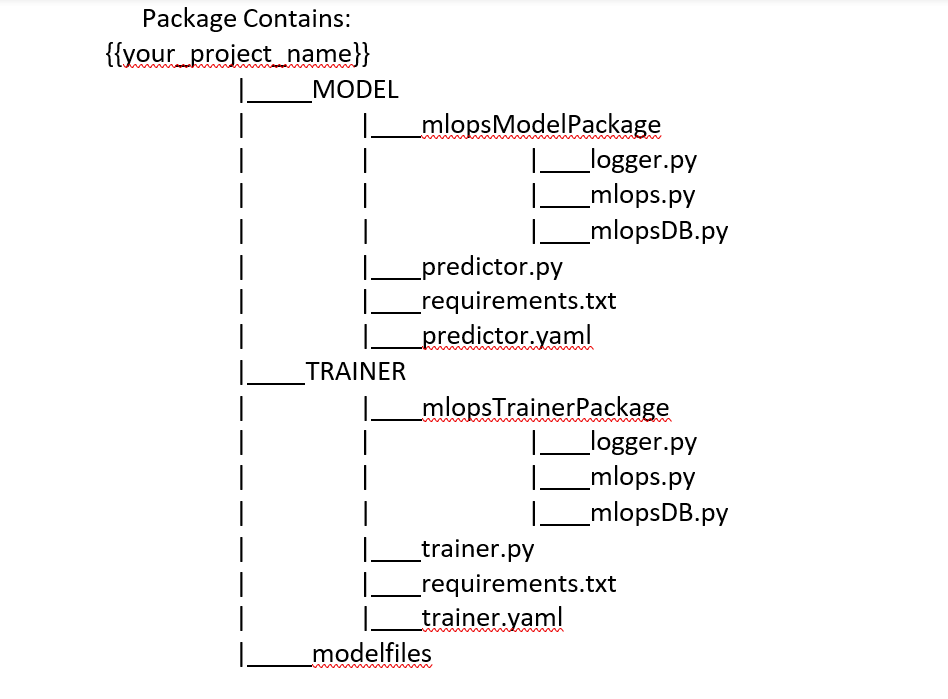 Package Contains:
{{your_project_name}}
|_____MODEL
| |____mlopsModelPackage
| | |____logger.py
| | |____mlops.py
| | |____mlopsDB.py
| |____predictor.py
| |____requirements.txt
| |____predictor.yaml
|_____TRAINER
| |____mlopsTrainerPackage
| | |____logger.py
| | |____mlops.py
| | |____mlopsDB.py
| |____trainer.py
| |____requirements.txt
| |____trainer.yaml
|_____modelfiles